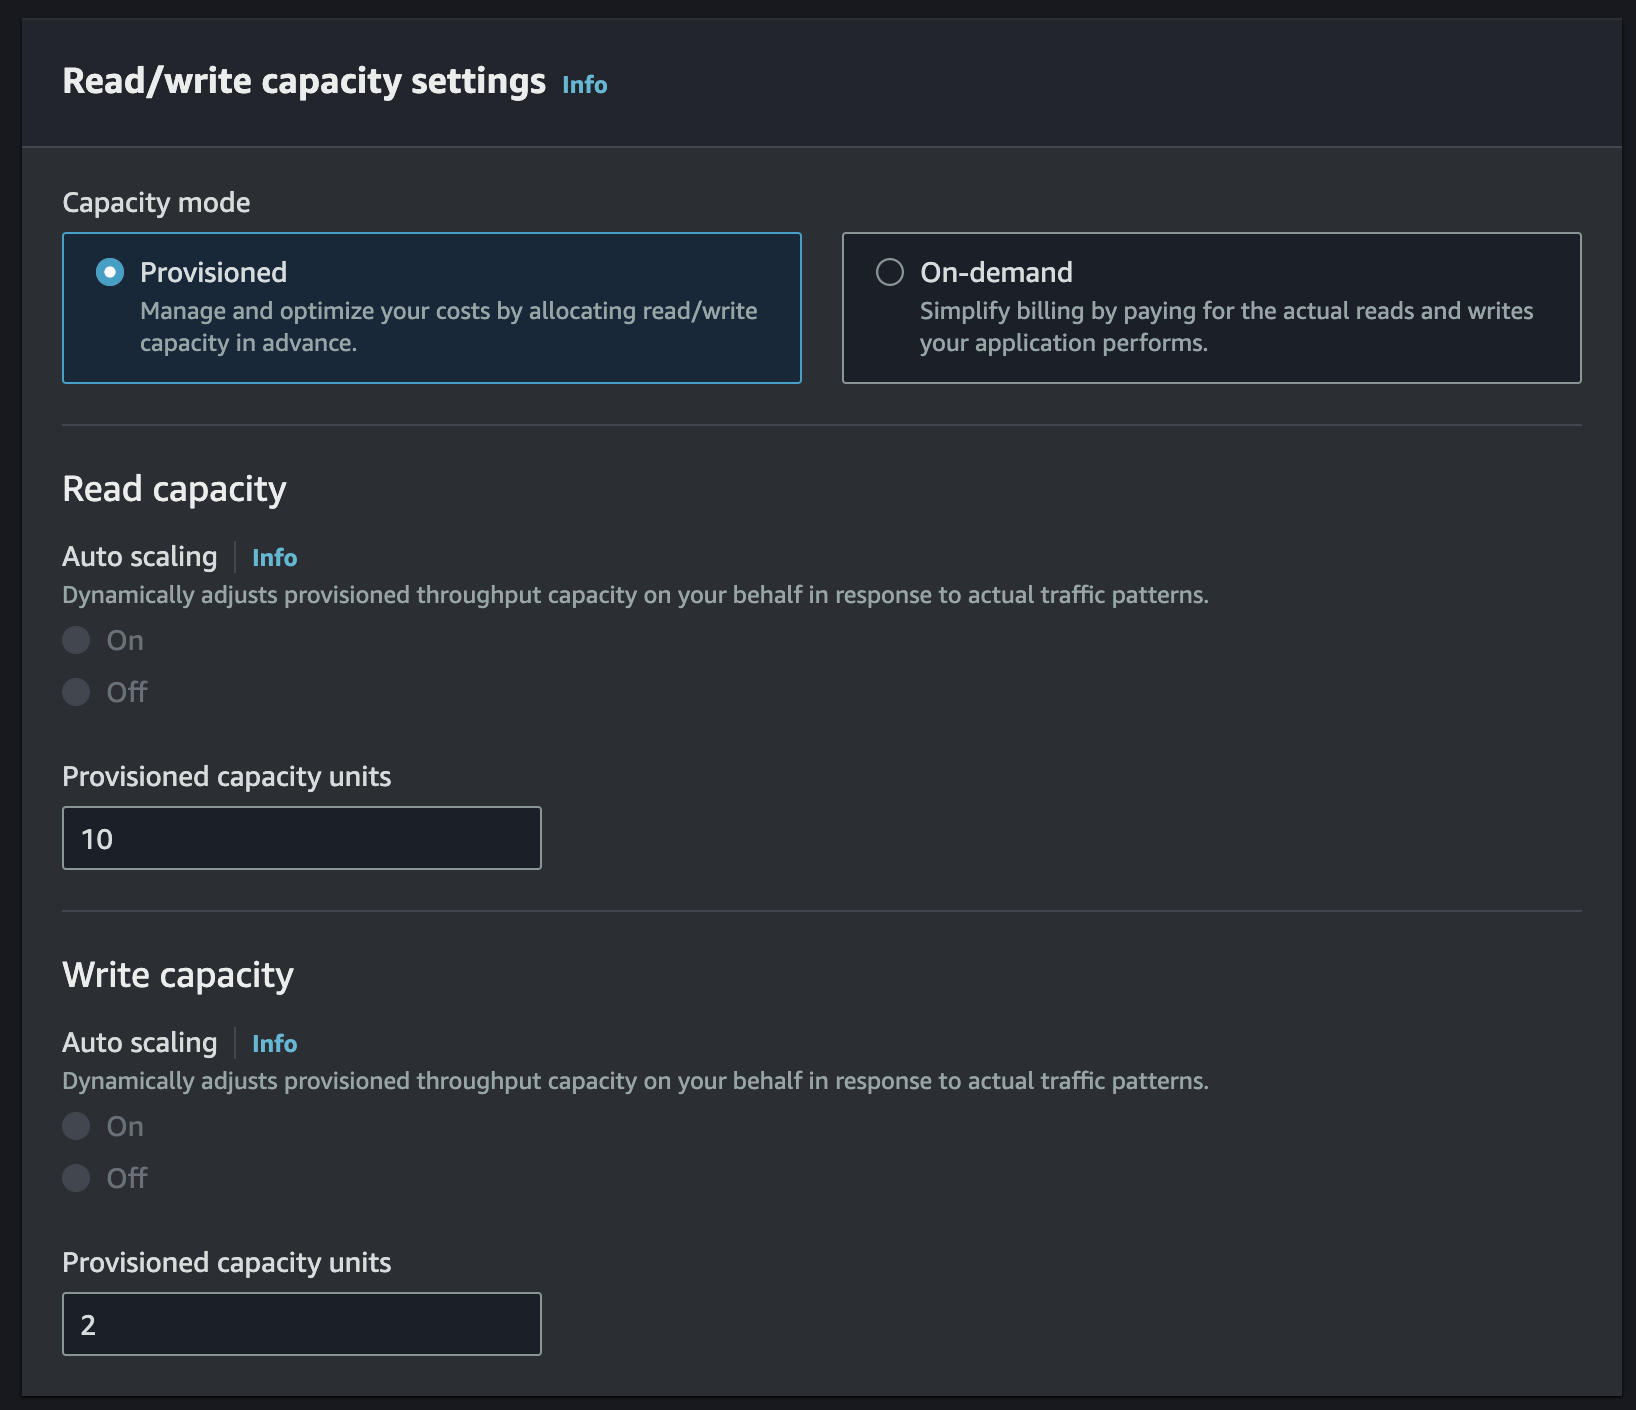 Read/write capacity settings Info
Capacity mode
Provisioned
Manage and optimize your costs by allocating read/write
capacity in advance.
On-demand
Simplify billing by paying for the actual reads and writes
your application performs.
Read capacity
Auto scaling Info
Dynamically adjusts provisioned throughput capacity on your behalf in response to actual traffic patterns.
On
Off
Provisioned capacity units
10
Write capacity
Auto scaling Info
Dynamically adjusts provisioned throughput capacity on your behalf in response to actual traffic patterns.
On
Off
Provisioned capacity units
2